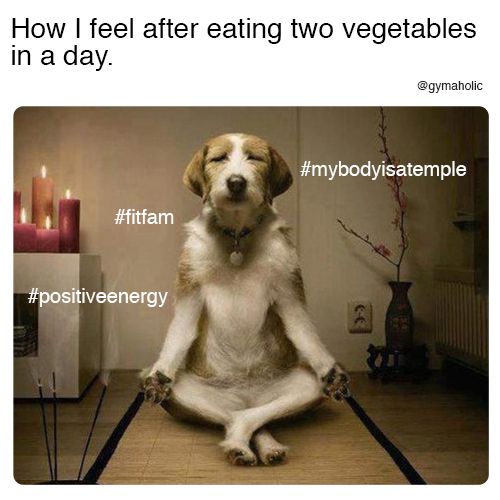 How I feel after eating two vegetables
in a day.
@gymaholic
#mybodyisatemple
#fitfam
#positiveenergy